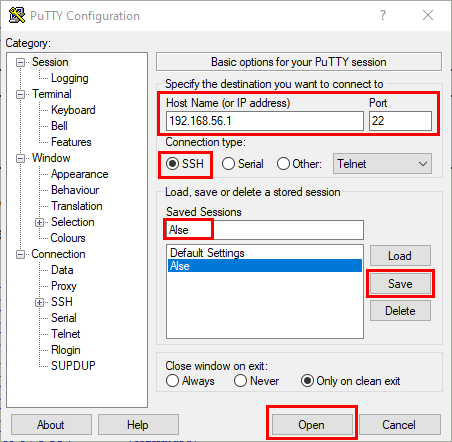 PuTTY Configuration ? ×
Category:
Session
Logging
Terminal
Keyboard
Bell
Features
Window
Appearance
Behaviour
Translation
Selection
Colours
Connection
Data
Proxy
SSH
Serial
Telnet
Rlogin
SUPDUP
Basic options for your PuTTY session
Specify the destination you want to connect to
Host Name (or IP address) Port
192.168.56.1 22
Connection type:
SSH Serial Other: Telnet
Load, save or delete a stored session
Saved Sessions
Alse
Default Settings
Alse
Load
Save
Delete
Close window on exit:
Always Never Only on clean exit
About Help Open Cancel